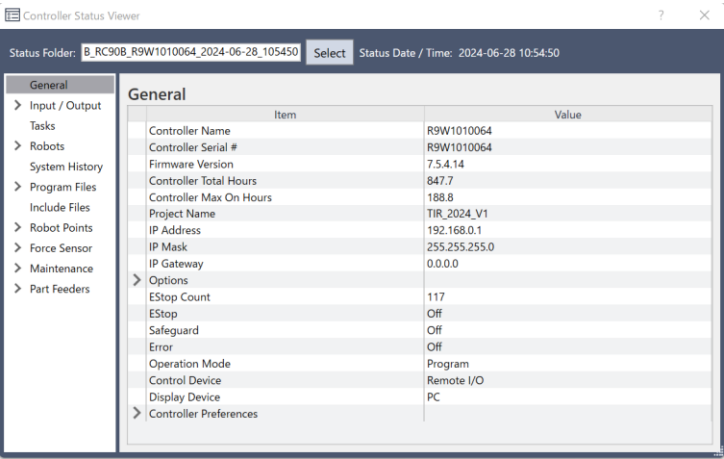 Controller Status Viewer
Status Folder: B_RC90B_R9W1010064_2024-06-28_105450 Select Status Date / Time: 2024-06-28 10:54:50
General
Input / Output
Tasks
Robots
System History
Program Files
Include Files
Robot Points
Force Sensor
Maintenance
Part Feeders
General
Item Value
Controller Name R9W1010064
Controller Serial # R9W1010064
Firmware Version 7.5.4.14
Controller Total Hours 847.7
Controller Max On Hours 188.8
Project Name TIR_2024_V1
IP Address 192.168.0.1
IP Mask 255.255.255.0
IP Gateway 0.0.0.0
Options
EStop Count 117
EStop Off
Safeguard Off
Error Off
Operation Mode Program
Control Device Remote I/O
Display Device PC
Controller Preferences